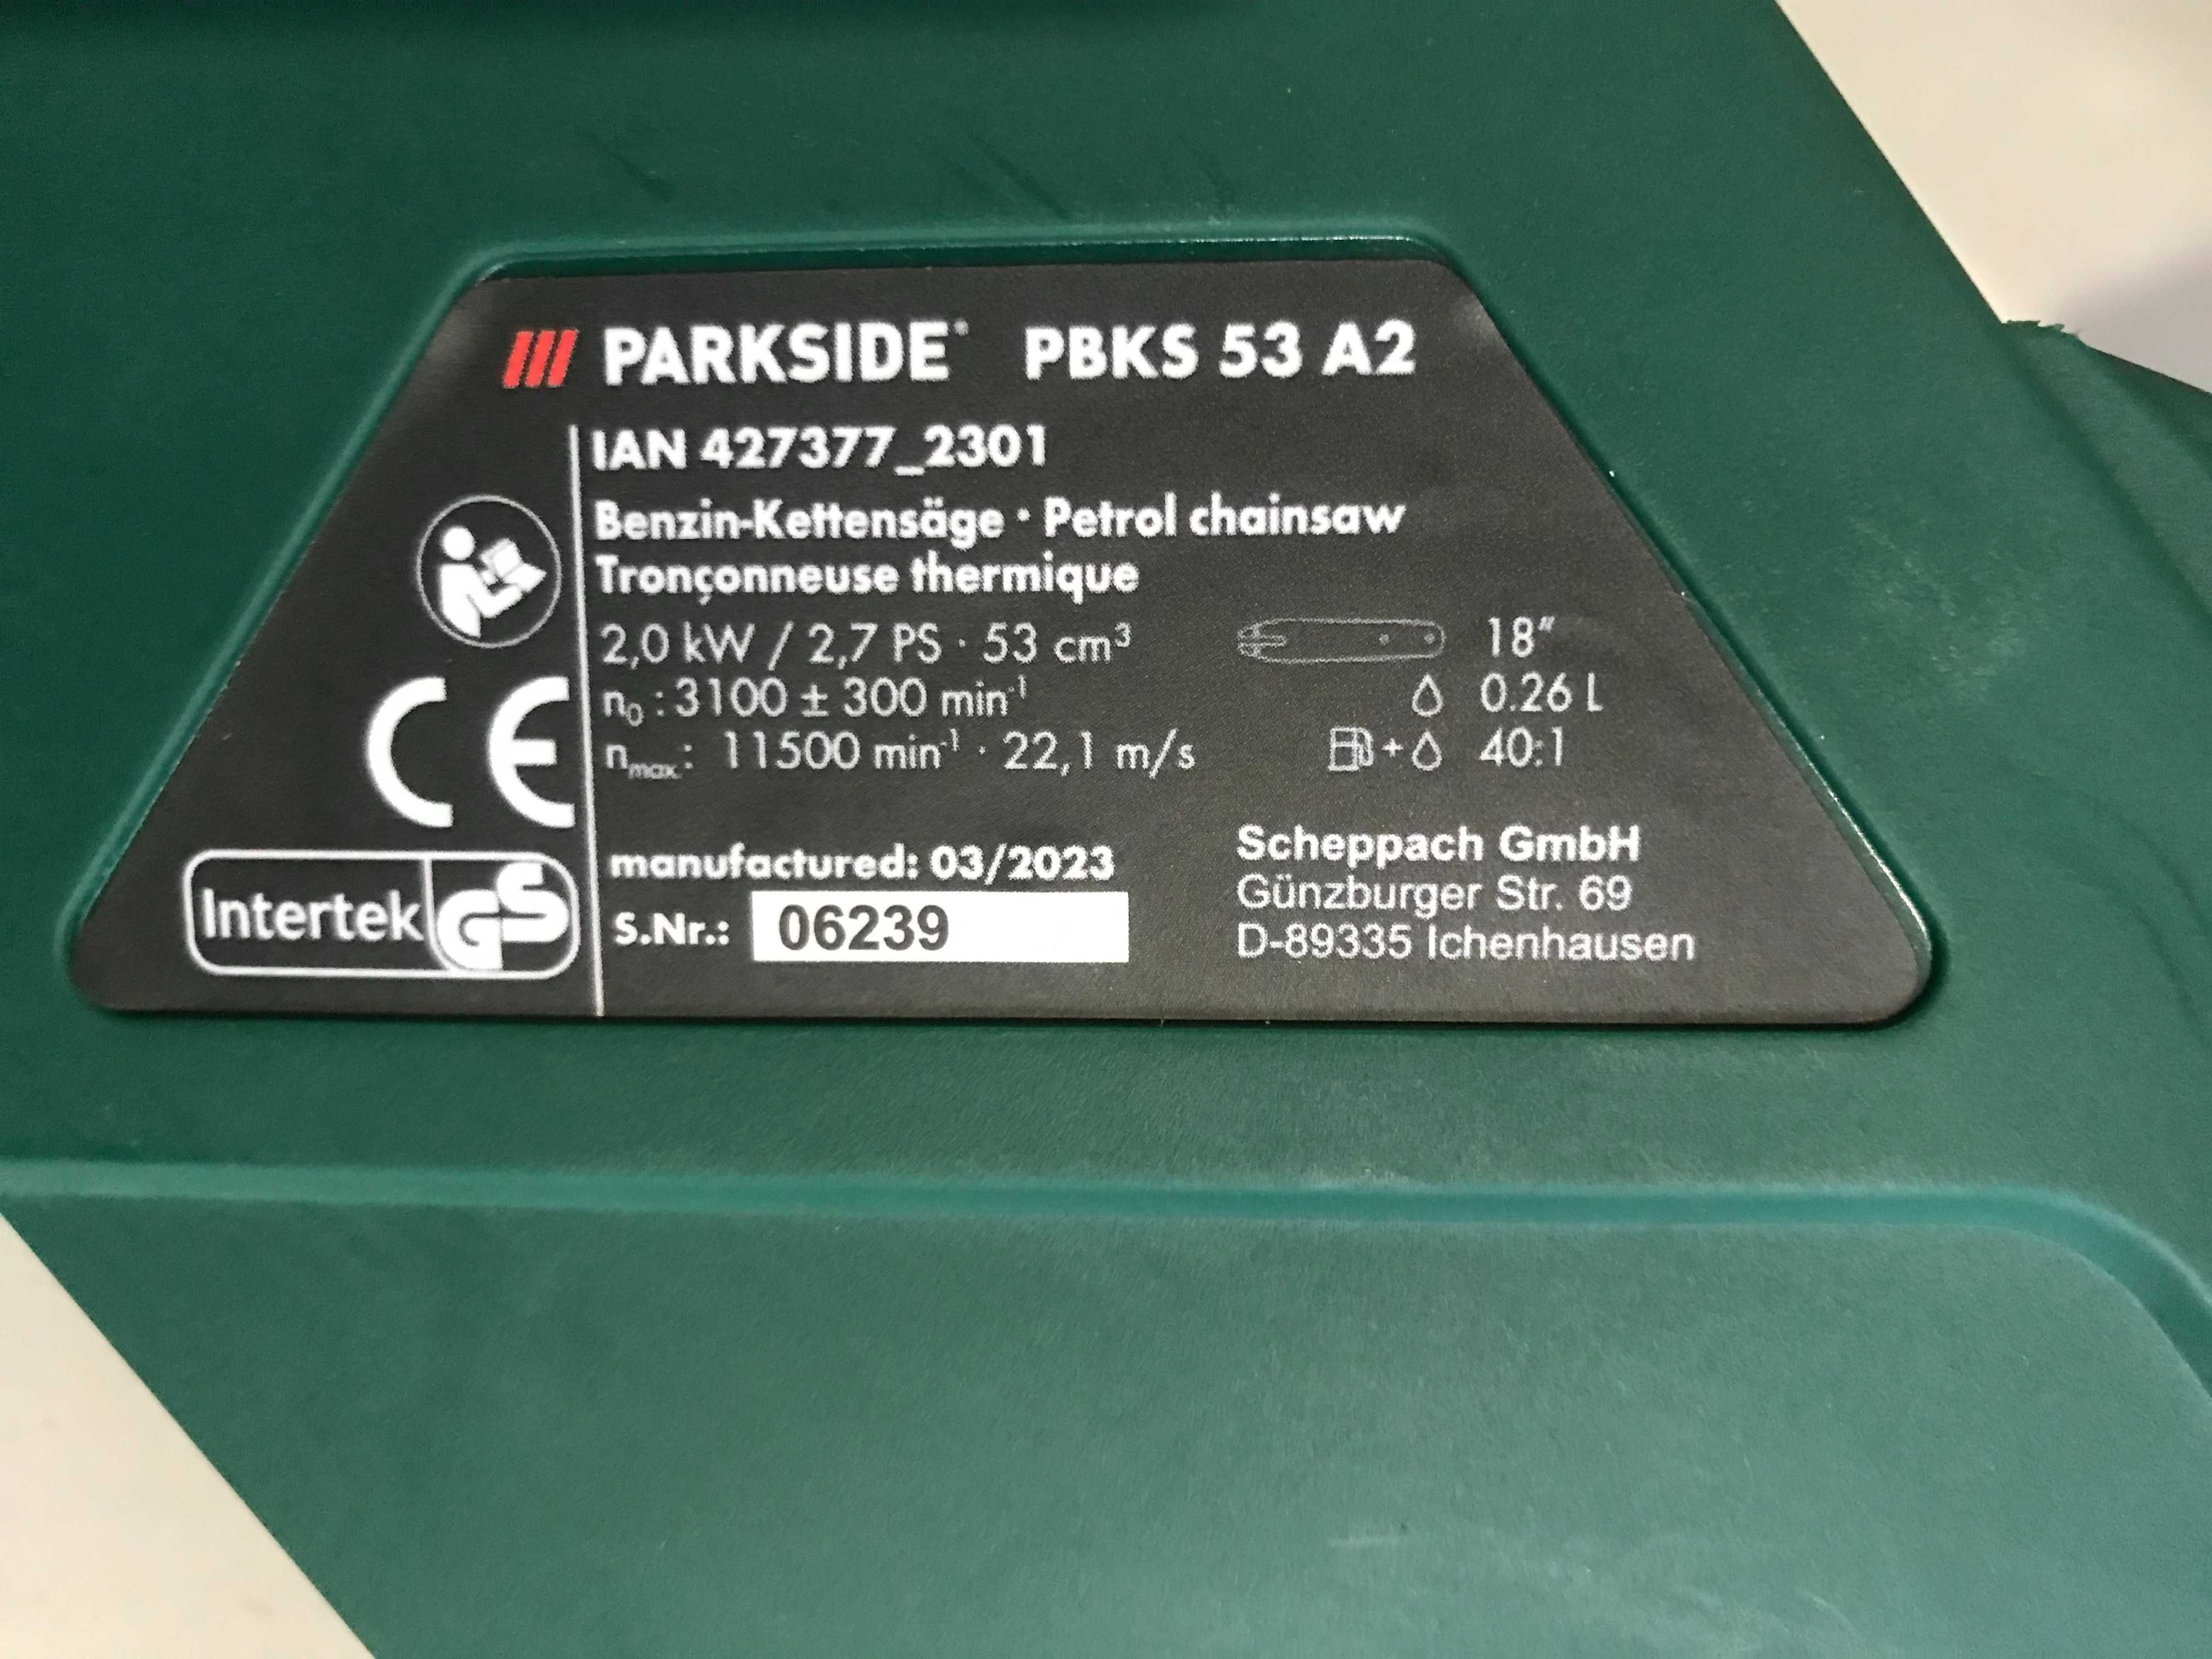 PARKSIDE® PBKS 53 A2
IAN 427377_2301
Benzin-Kettensäge · Petrol chainsaw
Tronçonneuse thermique
2,0 kW / 2,7 PS · 53 cm³
18"
n₀ : 3100 ± 300 min⁻¹
0.26 L
nmax.: 11500 min⁻¹ · 22,1 m/s
40:1
CE
Intertek GS
manufactured: 03/2023
S.Nr.: 06239
Scheppach GmbH
Günzburger Str. 69
D-89335 Ichenhausen